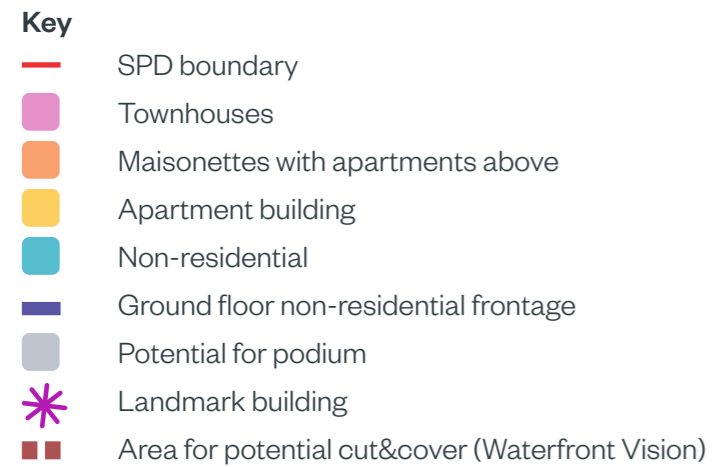 Key
SPD boundary
Townhouses
Maisonettes with apartments above
Apartment building
Non-residential
Ground floor non-residential frontage
Potential for podium
Landmark building
Area for potential cut&cover (Waterfront Vision)